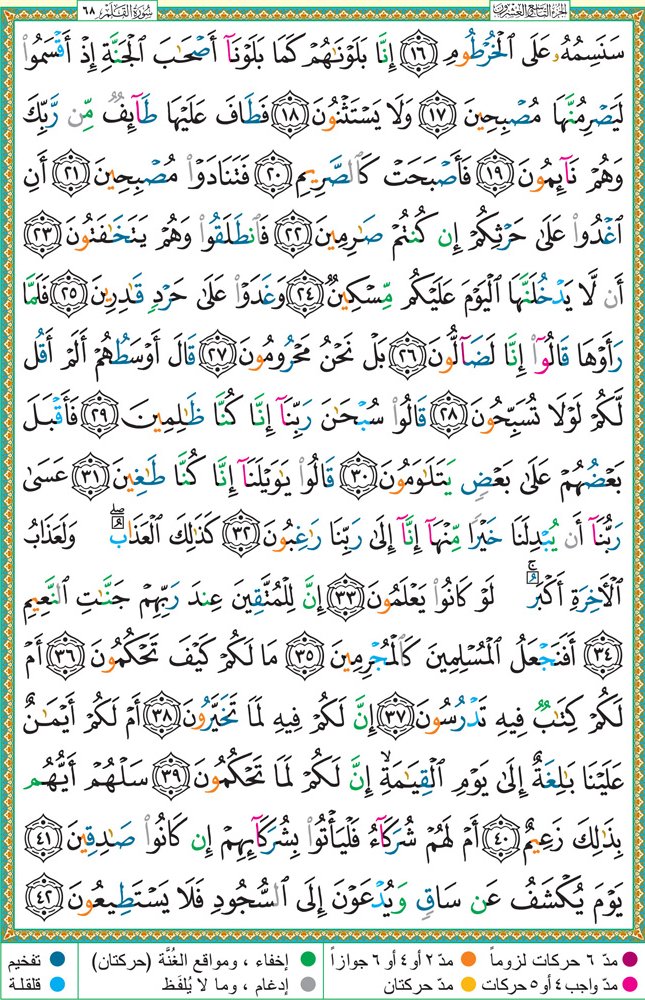 الجزء التاسع والعشرون سورة القلم ٦٨
سَنَسِمُهُۥ عَلَى ٱلْخُرْطُومِ ۝١٦ إِنَّا بَلَوْنَٰهُمْ كَمَا بَلَوْنَآ أَصْحَٰبَ ٱلْجَنَّةِ إِذْ أَقْسَمُوا۟
لَيَصْرِمُنَّهَا مُصْبِحِينَ ۝١٧ وَلَا يَسْتَثْنُونَ ۝١٨ فَطَافَ عَلَيْهَا طَآئِفٌ مِّن رَّبِّكَ
وَهُمْ نَآئِمُونَ ۝١٩ فَأَصْبَحَتْ كَٱلصَّرِيمِ ۝٢٠ فَتَنَادَوْا۟ مُصْبِحِينَ ۝٢١ أَنِ
ٱغْدُوا۟ عَلَىٰ حَرْثِكُمْ إِن كُنتُمْ صَٰرِمِينَ ۝٢٢ فَٱنطَلَقُوا۟ وَهُمْ يَتَخَٰفَتُونَ ۝٢٣
أَن لَّا يَدْخُلَنَّهَا ٱلْيَوْمَ عَلَيْكُم مِّسْكِينٌ ۝٢٤ وَغَدَوْا۟ عَلَىٰ حَرْدٍ قَٰدِرِينَ ۝٢٥ فَلَمَّا
رَأَوْهَا قَالُوٓا۟ إِنَّا لَضَآلُّونَ ۝٢٦ بَلْ نَحْنُ مَحْرُومُونَ ۝٢٧ قَالَ أَوْسَطُهُمْ أَلَمْ أَقُل
لَّكُمْ لَوْلَا تُسَبِّحُونَ ۝٢٨ قَالُوا۟ سُبْحَٰنَ رَبِّنَآ إِنَّا كُنَّا ظَٰلِمِينَ ۝٢٩ فَأَقْبَلَ
بَعْضُهُمْ عَلَىٰ بَعْضٍ يَتَلَٰوَمُونَ ۝٣٠ قَالُوا۟ يَٰوَيْلَنَآ إِنَّا كُنَّا طَٰغِينَ ۝٣١ عَسَىٰ
رَبُّنَآ أَن يُبْدِلَنَا خَيْرًا مِّنْهَآ إِنَّآ إِلَىٰ رَبِّنَا رَٰغِبُونَ ۝٣٢ كَذَٰلِكَ ٱلْعَذَابُ ۖ وَلَعَذَابُ
ٱلْءَاخِرَةِ أَكْبَرُ ۚ لَوْ كَانُوا۟ يَعْلَمُونَ ۝٣٣ إِنَّ لِلْمُتَّقِينَ عِندَ رَبِّهِمْ جَنَّٰتِ ٱلنَّعِيمِ
۝٣٤ أَفَنَجْعَلُ ٱلْمُسْلِمِينَ كَٱلْمُجْرِمِينَ ۝٣٥ مَا لَكُمْ كَيْفَ تَحْكُمُونَ ۝٣٦ أَمْ
لَكُمْ كِتَٰبٌ فِيهِ تَدْرُسُونَ ۝٣٧ إِنَّ لَكُمْ فِيهِ لَمَا تَخَيَّرُونَ ۝٣٨ أَمْ لَكُمْ أَيْمَٰنٌ
عَلَيْنَا بَٰلِغَةٌ إِلَىٰ يَوْمِ ٱلْقِيَٰمَةِ ۙ إِنَّ لَكُمْ لَمَا تَحْكُمُونَ ۝٣٩ سَلْهُمْ أَيُّهُم
بِذَٰلِكَ زَعِيمٌ ۝٤٠ أَمْ لَهُمْ شُرَكَآءُ فَلْيَأْتُوا۟ بِشُرَكَآئِهِمْ إِن كَانُوا۟ صَٰدِقِينَ ۝٤١
يَوْمَ يُكْشَفُ عَن سَاقٍ وَيُدْعَوْنَ إِلَى ٱلسُّجُودِ فَلَا يَسْتَطِيعُونَ ۝٤٢
مدّ ٦ حركات لزوماً مدّ ٢ أو ٤ أو ٦ جوازاً إخفاء ، ومواقع الغُنَّة (حركتان) تفخيم
مدّ واجب ٤ أو ٥ حركات مدّ حركتان إدغام ، وما لا يُلفَظ قلقلة